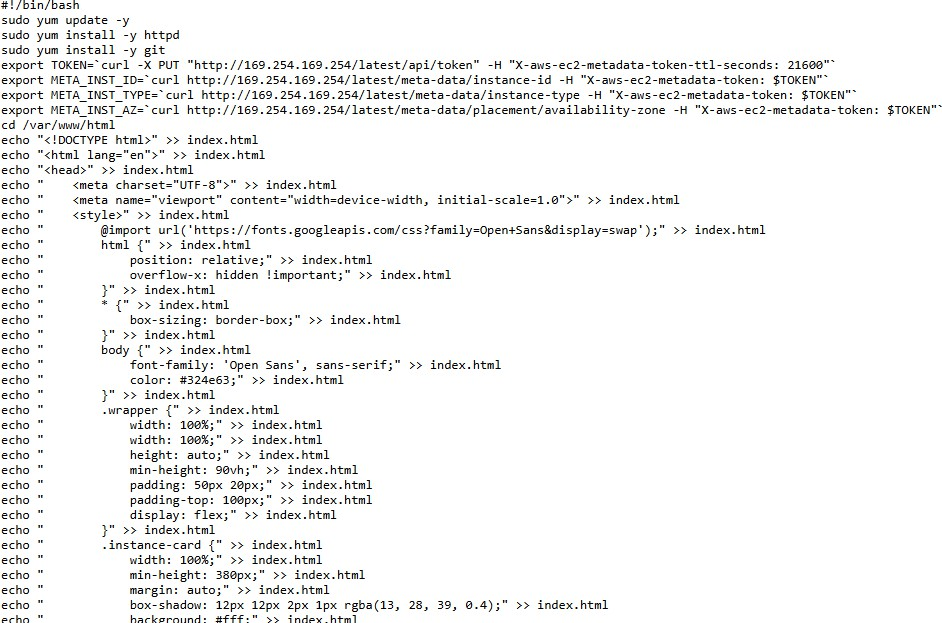 #!/bin/bash
sudo yum update -y
sudo yum install -y httpd
sudo yum install -y git
export TOKEN=`curl -X PUT "http://169.254.169.254/latest/api/token" -H "X-aws-ec2-metadata-token-ttl-seconds: 21600"`
export META_INST_ID=`curl http://169.254.169.254/latest/meta-data/instance-id -H "X-aws-ec2-metadata-token: $TOKEN"`
export META_INST_TYPE=`curl http://169.254.169.254/latest/meta-data/instance-type -H "X-aws-ec2-metadata-token: $TOKEN"`
export META_INST_AZ=`curl http://169.254.169.254/latest/meta-data/placement/availability-zone -H "X-aws-ec2-metadata-token: $TOKEN"`
cd /var/www/html
echo "<!DOCTYPE html>" >> index.html
echo "<html lang="en">" >> index.html
echo "<head>" >> index.html
echo "    <meta charset="UTF-8">" >> index.html
echo "    <meta name="viewport" content="width=device-width, initial-scale=1.0">" >> index.html
echo "    <style>" >> index.html
echo "        @import url('https://fonts.googleapis.com/css?family=Open+Sans&display=swap');" >> index.html
echo "        html {" >> index.html
echo "            position: relative;" >> index.html
echo "            overflow-x: hidden !important;" >> index.html
echo "        }" >> index.html
echo "        * {" >> index.html
echo "            box-sizing: border-box;" >> index.html
echo "        }" >> index.html
echo "        body {" >> index.html
echo "            font-family: 'Open Sans', sans-serif;" >> index.html
echo "            color: #324e63;" >> index.html
echo "        }" >> index.html
echo "        .wrapper {" >> index.html
echo "            width: 100%;" >> index.html
echo "            width: 100%;" >> index.html
echo "            height: auto;" >> index.html
echo "            min-height: 90vh;" >> index.html
echo "            padding: 50px 20px;" >> index.html
echo "            padding-top: 100px;" >> index.html
echo "            display: flex;" >> index.html
echo "        }" >> index.html
echo "        .instance-card {" >> index.html
echo "            width: 100%;" >> index.html
echo "            min-height: 380px;" >> index.html
echo "            margin: auto;" >> index.html
echo "            box-shadow: 12px 12px 2px 1px rgba(13, 28, 39, 0.4);" >> index.html
echo "            background: #fff;" >> index.html